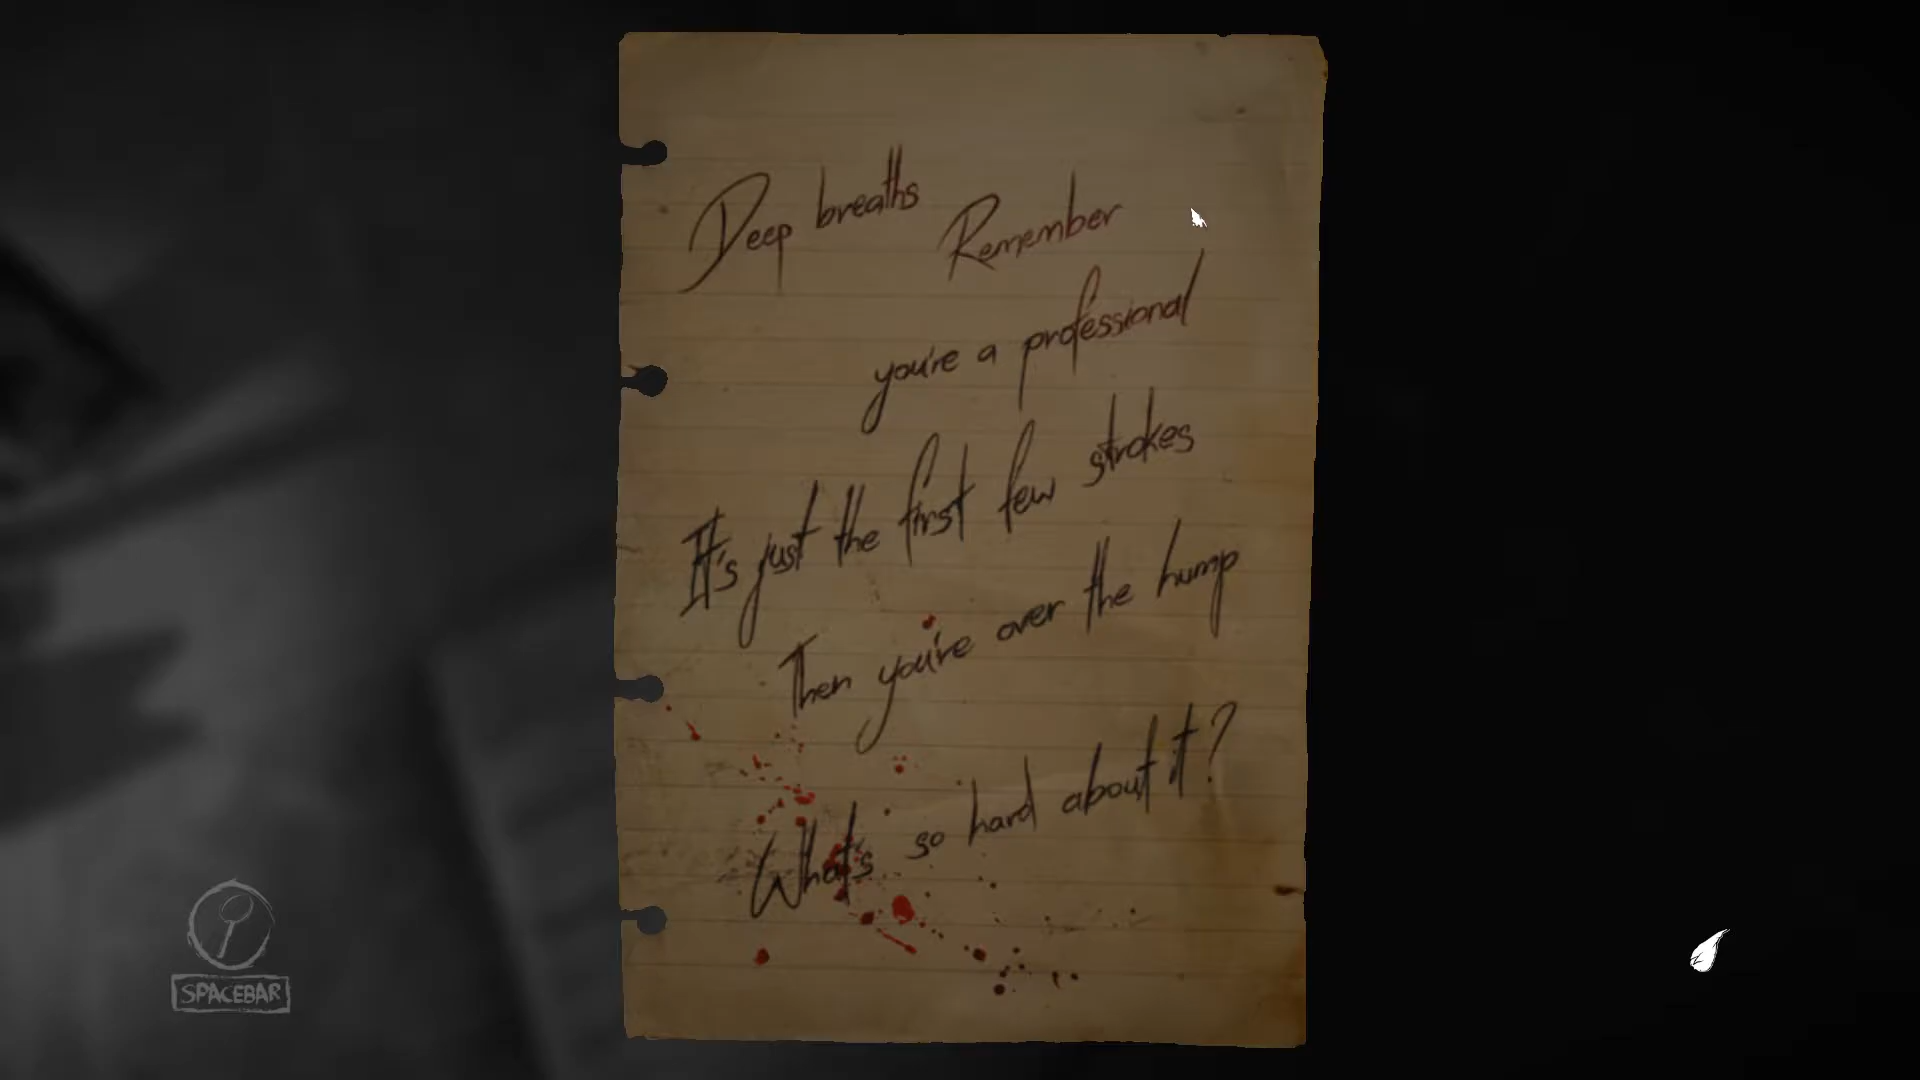 Deep breaths Remember
you're a professional
It's just the first few strokes
Then you're over the hump
What's so hard about it?
SPACEBAR